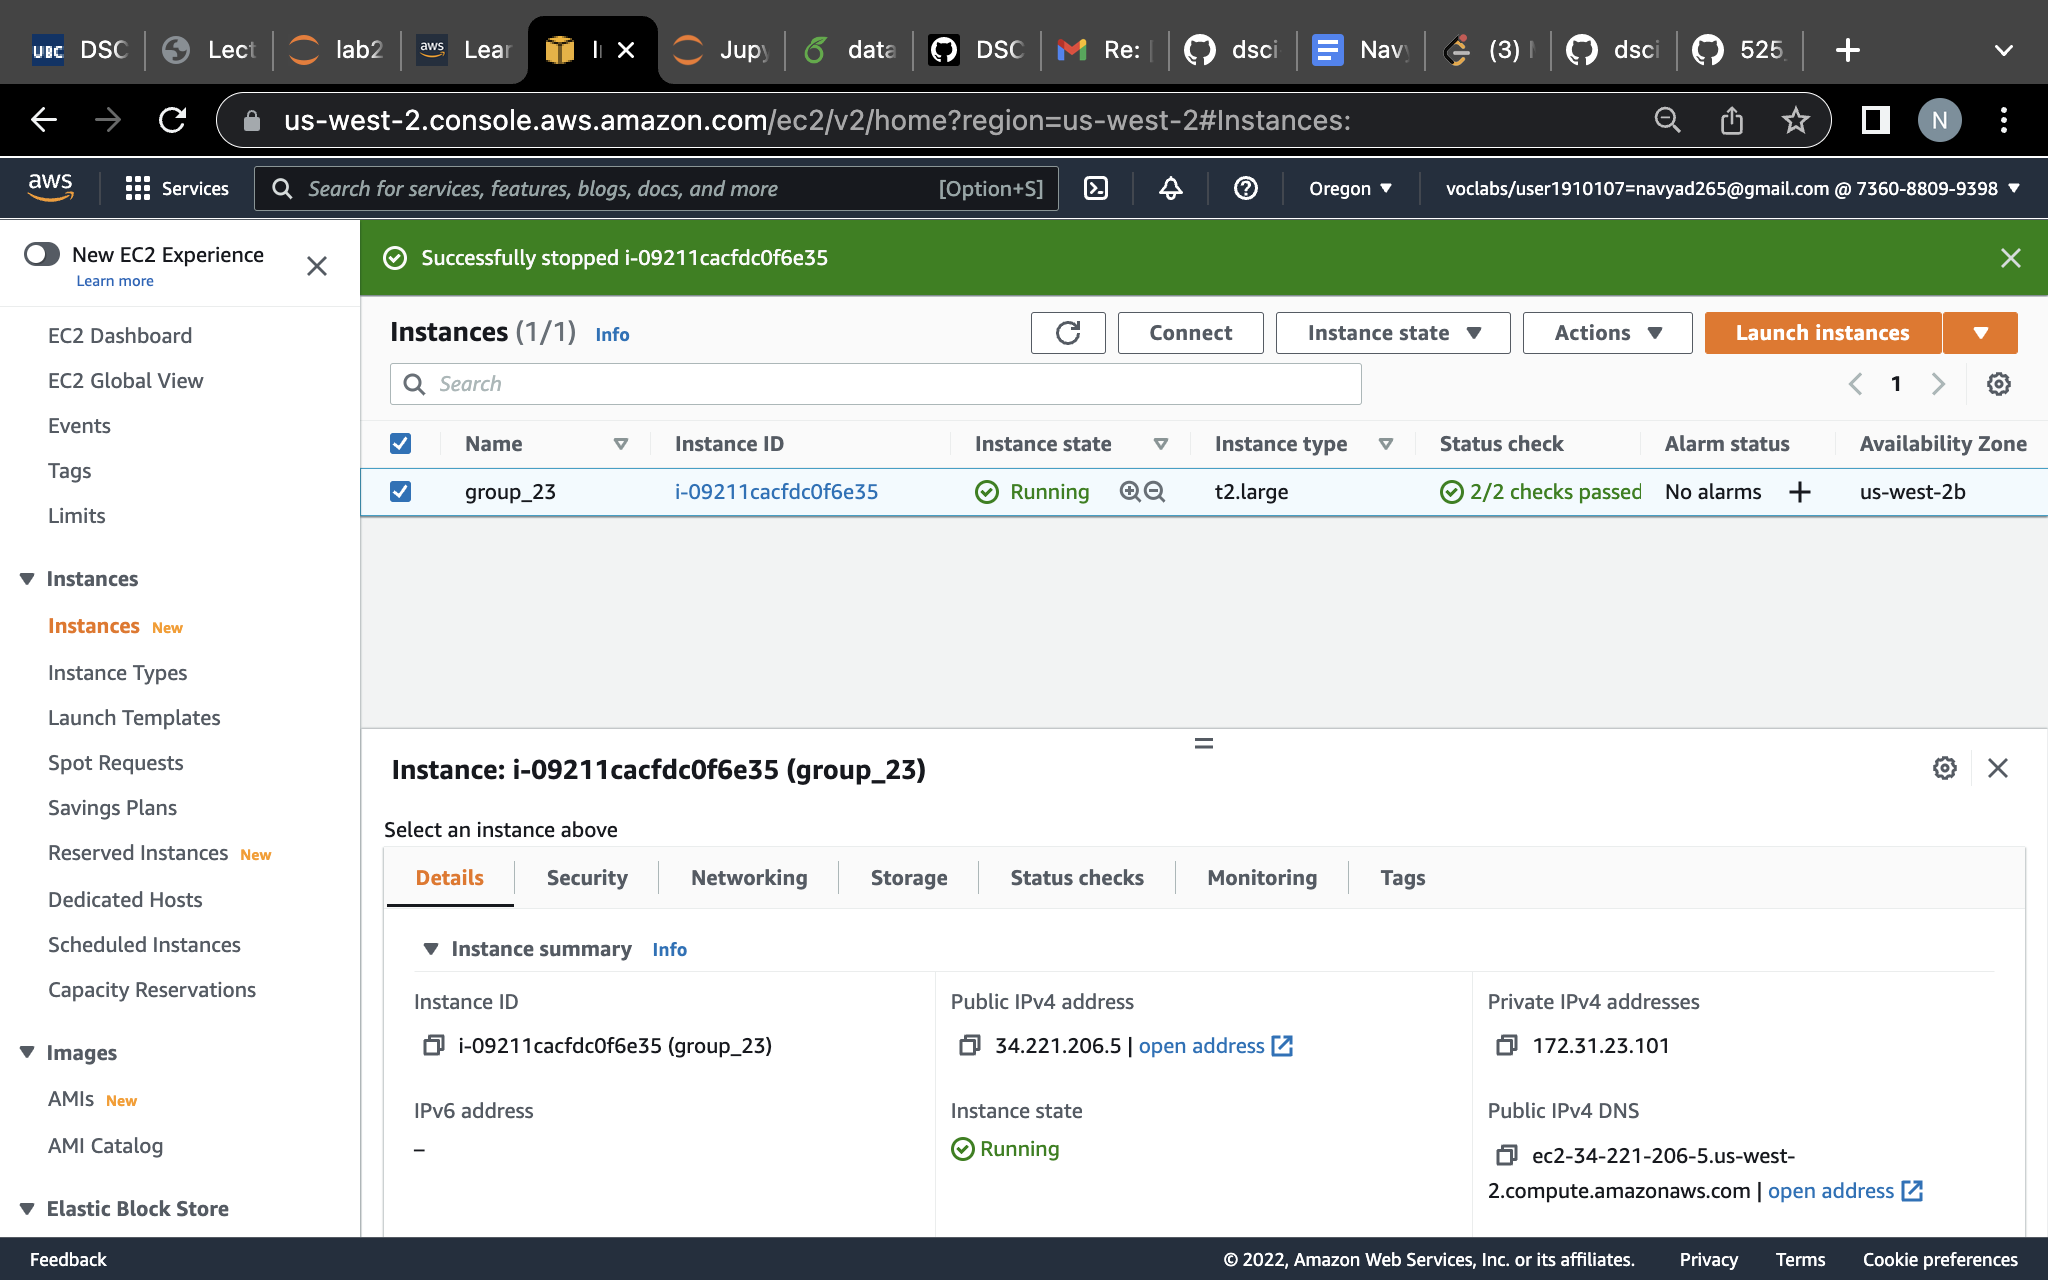 UBC DSC Lect lab2 aws Lear I Jupy data DSC Re: [ dsci Navy (3) dsci 525_
us-west-2.console.aws.amazon.com/ec2/v2/home?region=us-west-2#Instances: N
aws Services Search for services, features, blogs, docs, and more [Option+S] Oregon voclabs/user1910107=navyad265@gmail.com @ 7360-8809-9398
New EC2 Experience
Learn more
EC2 Dashboard
EC2 Global View
Events
Tags
Limits
Instances
Instances New
Instance Types
Launch Templates
Spot Requests
Savings Plans
Reserved Instances New
Dedicated Hosts
Scheduled Instances
Capacity Reservations
Images
AMIs New
AMI Catalog
Elastic Block Store
Successfully stopped i-09211cacfdc0f6e35
Instances (1/1) Info Connect Instance state Actions Launch instances
Search 1
Name Instance ID Instance state Instance type Status check Alarm status Availability Zone
group_23 i-09211cacfdc0f6e35 Running t2.large 2/2 checks passed No alarms us-west-2b
Instance: i-09211cacfdc0f6e35 (group_23)
Select an instance above
Details Security Networking Storage Status checks Monitoring Tags
Instance summary Info
Instance ID Public IPv4 address Private IPv4 addresses
i-09211cacfdc0f6e35 (group_23) 34.221.206.5 | open address 172.31.23.101
IPv6 address Instance state Public IPv4 DNS
– Running ec2-34-221-206-5.us-west-
2.compute.amazonaws.com | open address
Feedback © 2022, Amazon Web Services, Inc. or its affiliates. Privacy Terms Cookie preferences